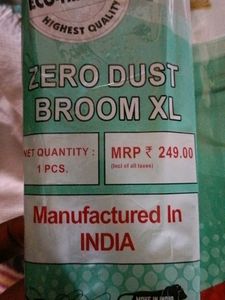 HIGHEST QUALITY
ZERO DUST
BROOM XL
NET QUANTITY :
1 PCS.
MRP ₹ 249.00
(Incl of all taxes)
Manufactured In
INDIA